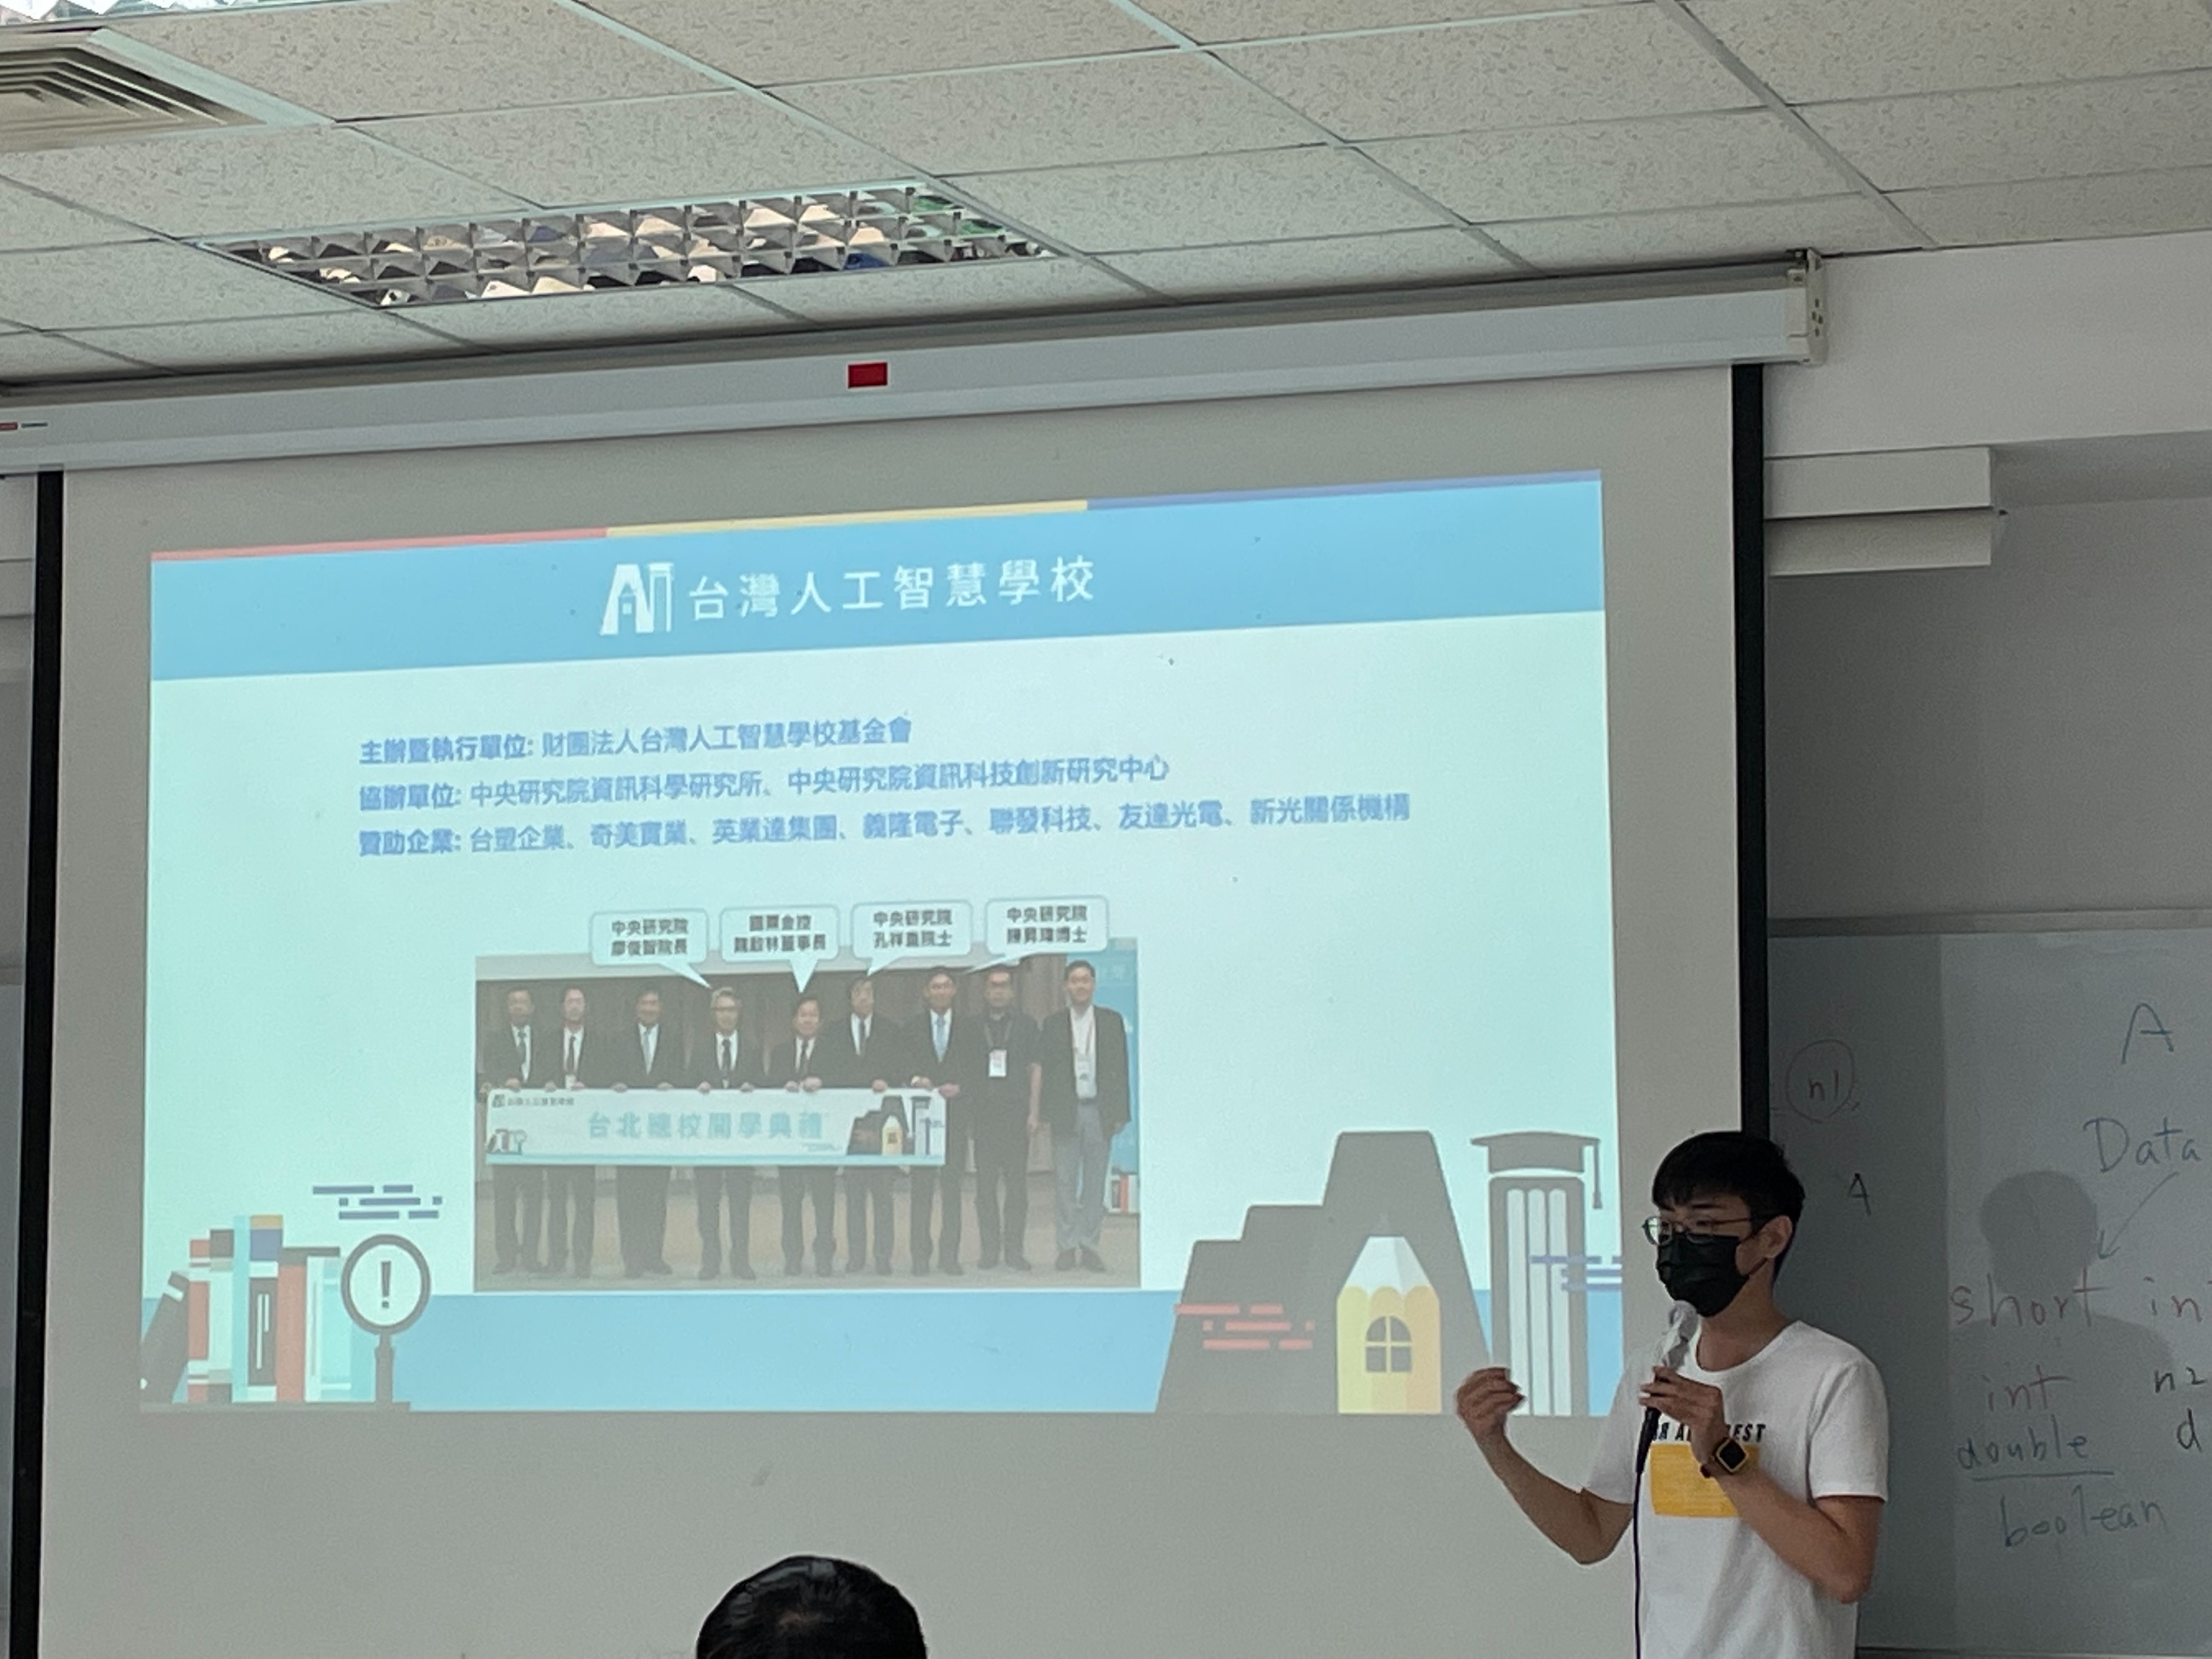 AI 台灣人工智慧學校
主辦暨執行單位: 財團法人台灣人工智慧學校基金會
協辦單位: 中央研究院資訊科學研究所、中央研究院資訊科技創新研究中心
贊助企業: 台塑企業、奇美實業、英業達集團、義隆電子、聯發科技、友達光電、新光關係機構
中央研究院
廖俊智院長
國票金控
魏啟林董事長
中央研究院
孔祥重院士
中央研究院
陳昇瑋博士
台北總校開學典禮
!
A
n1
Data
4
short in
int n2
double d
boolean